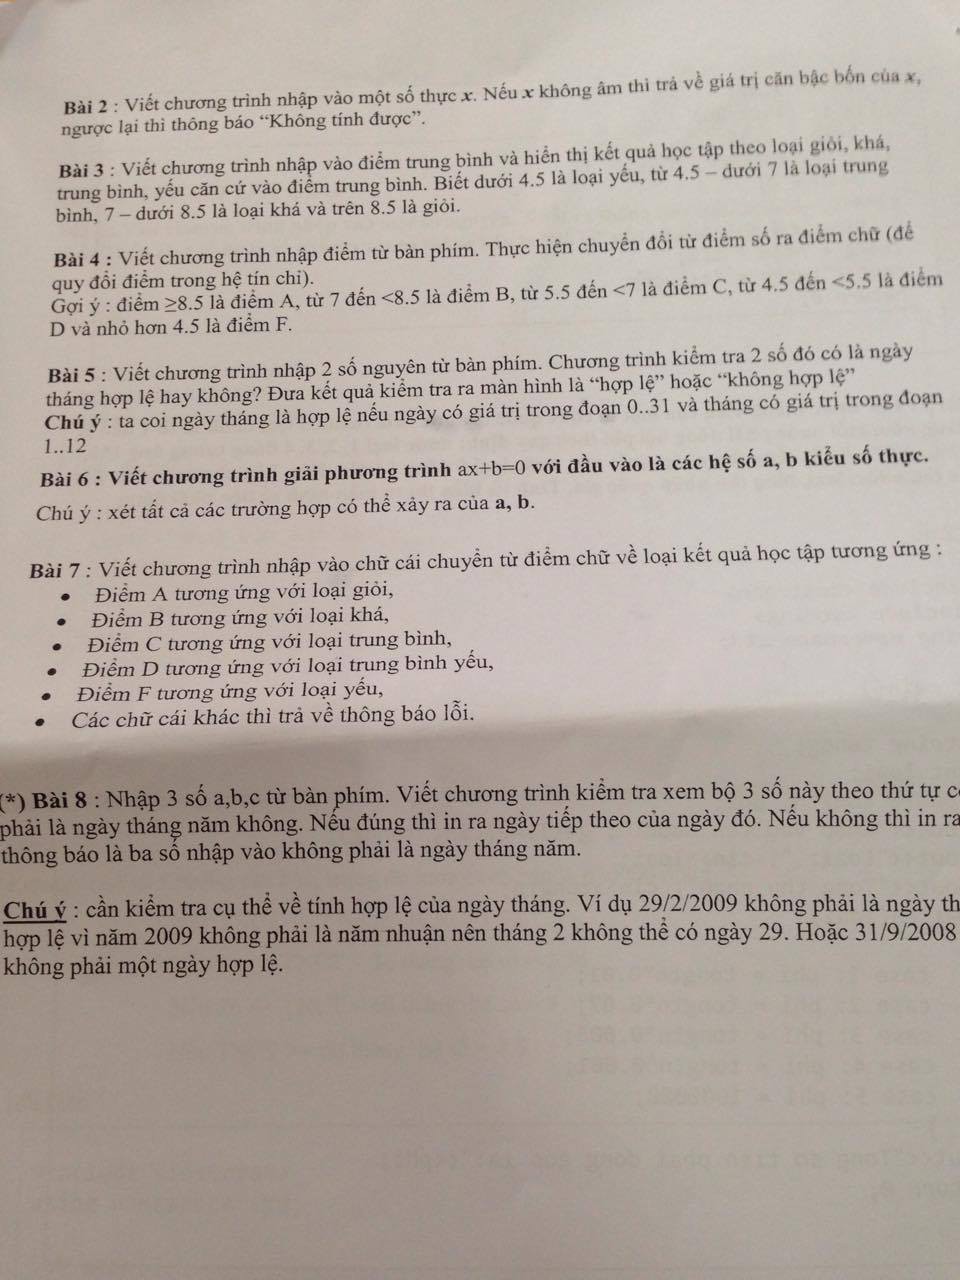 Bài 2 : Viết chương trình nhập vào một số thực x. Nếu x không âm thì trả về giá trị căn bậc bốn của x,
ngược lại thì thông báo “Không tính được”.
Bài 3 : Viết chương trình nhập vào điểm trung bình và hiển thị kết quả học tập theo loại giỏi, khá,
trung bình, yếu căn cứ vào điểm trung bình. Biết dưới 4.5 là loại yếu, từ 4.5 – dưới 7 là loại trung
bình, 7 – dưới 8.5 là loại khá và trên 8.5 là giỏi.
Bài 4 : Viết chương trình nhập điểm từ bàn phím. Thực hiện chuyển đổi từ điểm số ra điểm chữ (để
quy đổi điểm trong hệ tín chỉ).
Gợi ý : điểm ≥8.5 là điểm A, từ 7 đến <8.5 là điểm B, từ 5.5 đến <7 là điểm C, từ 4.5 đến <5.5 là điểm
D và nhỏ hơn 4.5 là điểm F.
Bài 5 : Viết chương trình nhập 2 số nguyên từ bàn phím. Chương trình kiểm tra 2 số đó có là ngày
tháng hợp lệ hay không? Đưa kết quả kiểm tra ra màn hình là “hợp lệ” hoặc “không hợp lệ”
Chú ý : ta coi ngày tháng là hợp lệ nếu ngày có giá trị trong đoạn 0..31 và tháng có giá trị trong đoạn
1..12
Bài 6 : Viết chương trình giải phương trình ax+b=0 với đầu vào là các hệ số a, b kiểu số thực.
Chú ý : xét tất cả các trường hợp có thể xảy ra của a, b.
Bài 7 : Viết chương trình nhập vào chữ cái chuyển từ điểm chữ về loại kết quả học tập tương ứng :
• Điểm A tương ứng với loại giỏi,
• Điểm B tương ứng với loại khá,
• Điểm C tương ứng với loại trung bình,
• Điểm D tương ứng với loại trung bình yếu,
• Điểm F tương ứng với loại yếu,
• Các chữ cái khác thì trả về thông báo lỗi.
(*) Bài 8 : Nhập 3 số a,b,c từ bàn phím. Viết chương trình kiểm tra xem bộ 3 số này theo thứ tự c
phải là ngày tháng năm không. Nếu đúng thì in ra ngày tiếp theo của ngày đó. Nếu không thì in ra
thông báo là ba số nhập vào không phải là ngày tháng năm.
Chú ý : cần kiểm tra cụ thể về tính hợp lệ của ngày tháng. Ví dụ 29/2/2009 không phải là ngày th
hợp lệ vì năm 2009 không phải là năm nhuận nên tháng 2 không thể có ngày 29. Hoặc 31/9/2008
không phải một ngày hợp lệ.